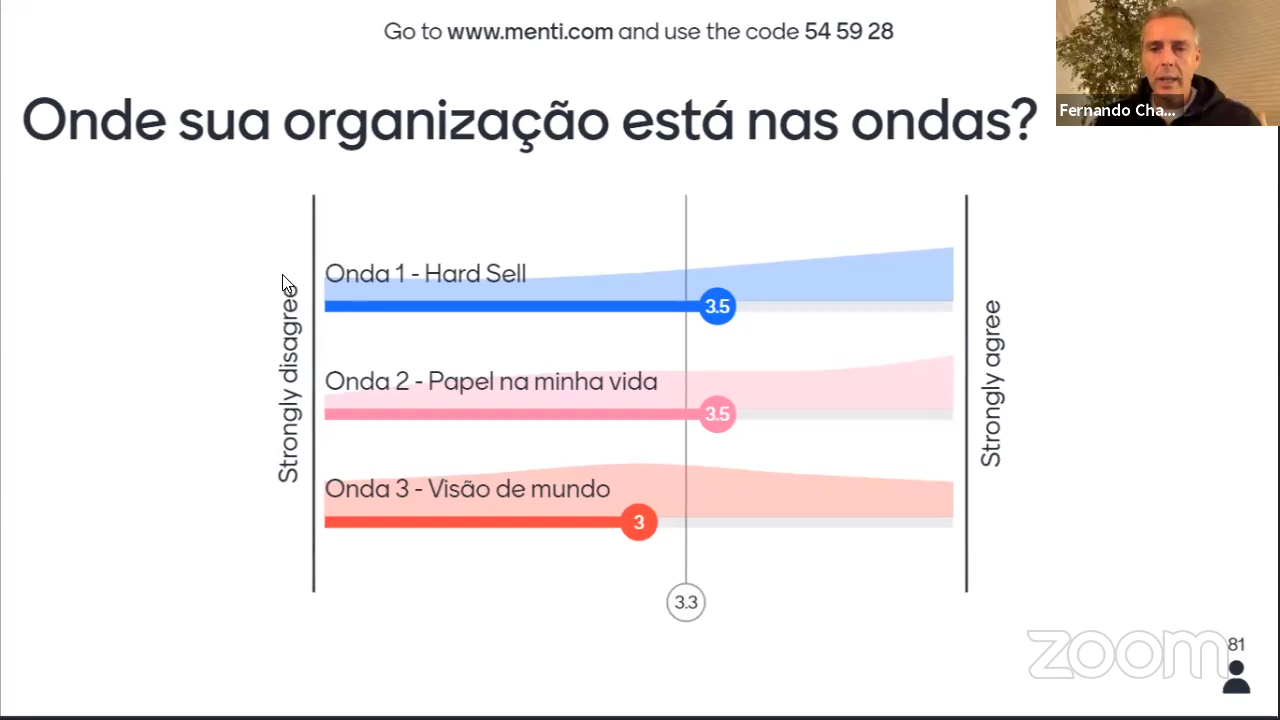 Go to www.menti.com and use the code 54 59 28
Fernando Cha...
Onde sua organização está nas ondas?
Strongly disagree
Onda 1 - Hard Sell
3.5
Onda 2 - Papel na minha vida
3.5
Onda 3 - Visão de mundo
3
Strongly agree
3.3
zoom
81